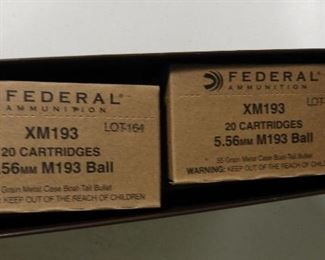 FEDERAL
AMMUNITION
XM193
LOT-164
20 CARTRIDGES
.56MM M193 Ball
Grain Metal Case Boat-Tail Bullet
KEEP OUT OF THE REACH OF CHILDREN
FEDERAL
AMMUNITION
XM193
20 CARTRIDGES
5.56MM M193 Ball
55 Grain Metal Case Boat-Tail Bullet
WARNING: KEEP OUT OF THE REACH OF CHILDREN